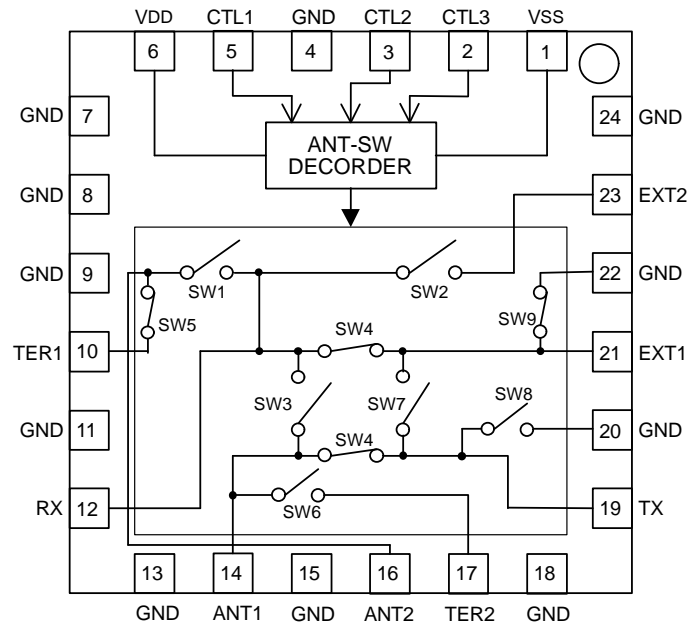 VDD CTL1 GND CTL2 CTL3 VSS
6 5 4 3 2 1
GND 7
24 GND
ANT-SW
DECORDER
GND 8
23 EXT2
GND 9
22 GND
SW1
SW2
SW5
SW9
TER1 10
SW4
21 EXT1
SW3
SW7
SW8
GND 11
20 GND
SW4
RX 12
SW6
19 TX
13 14 15 16 17 18
GND ANT1 GND ANT2 TER2 GND